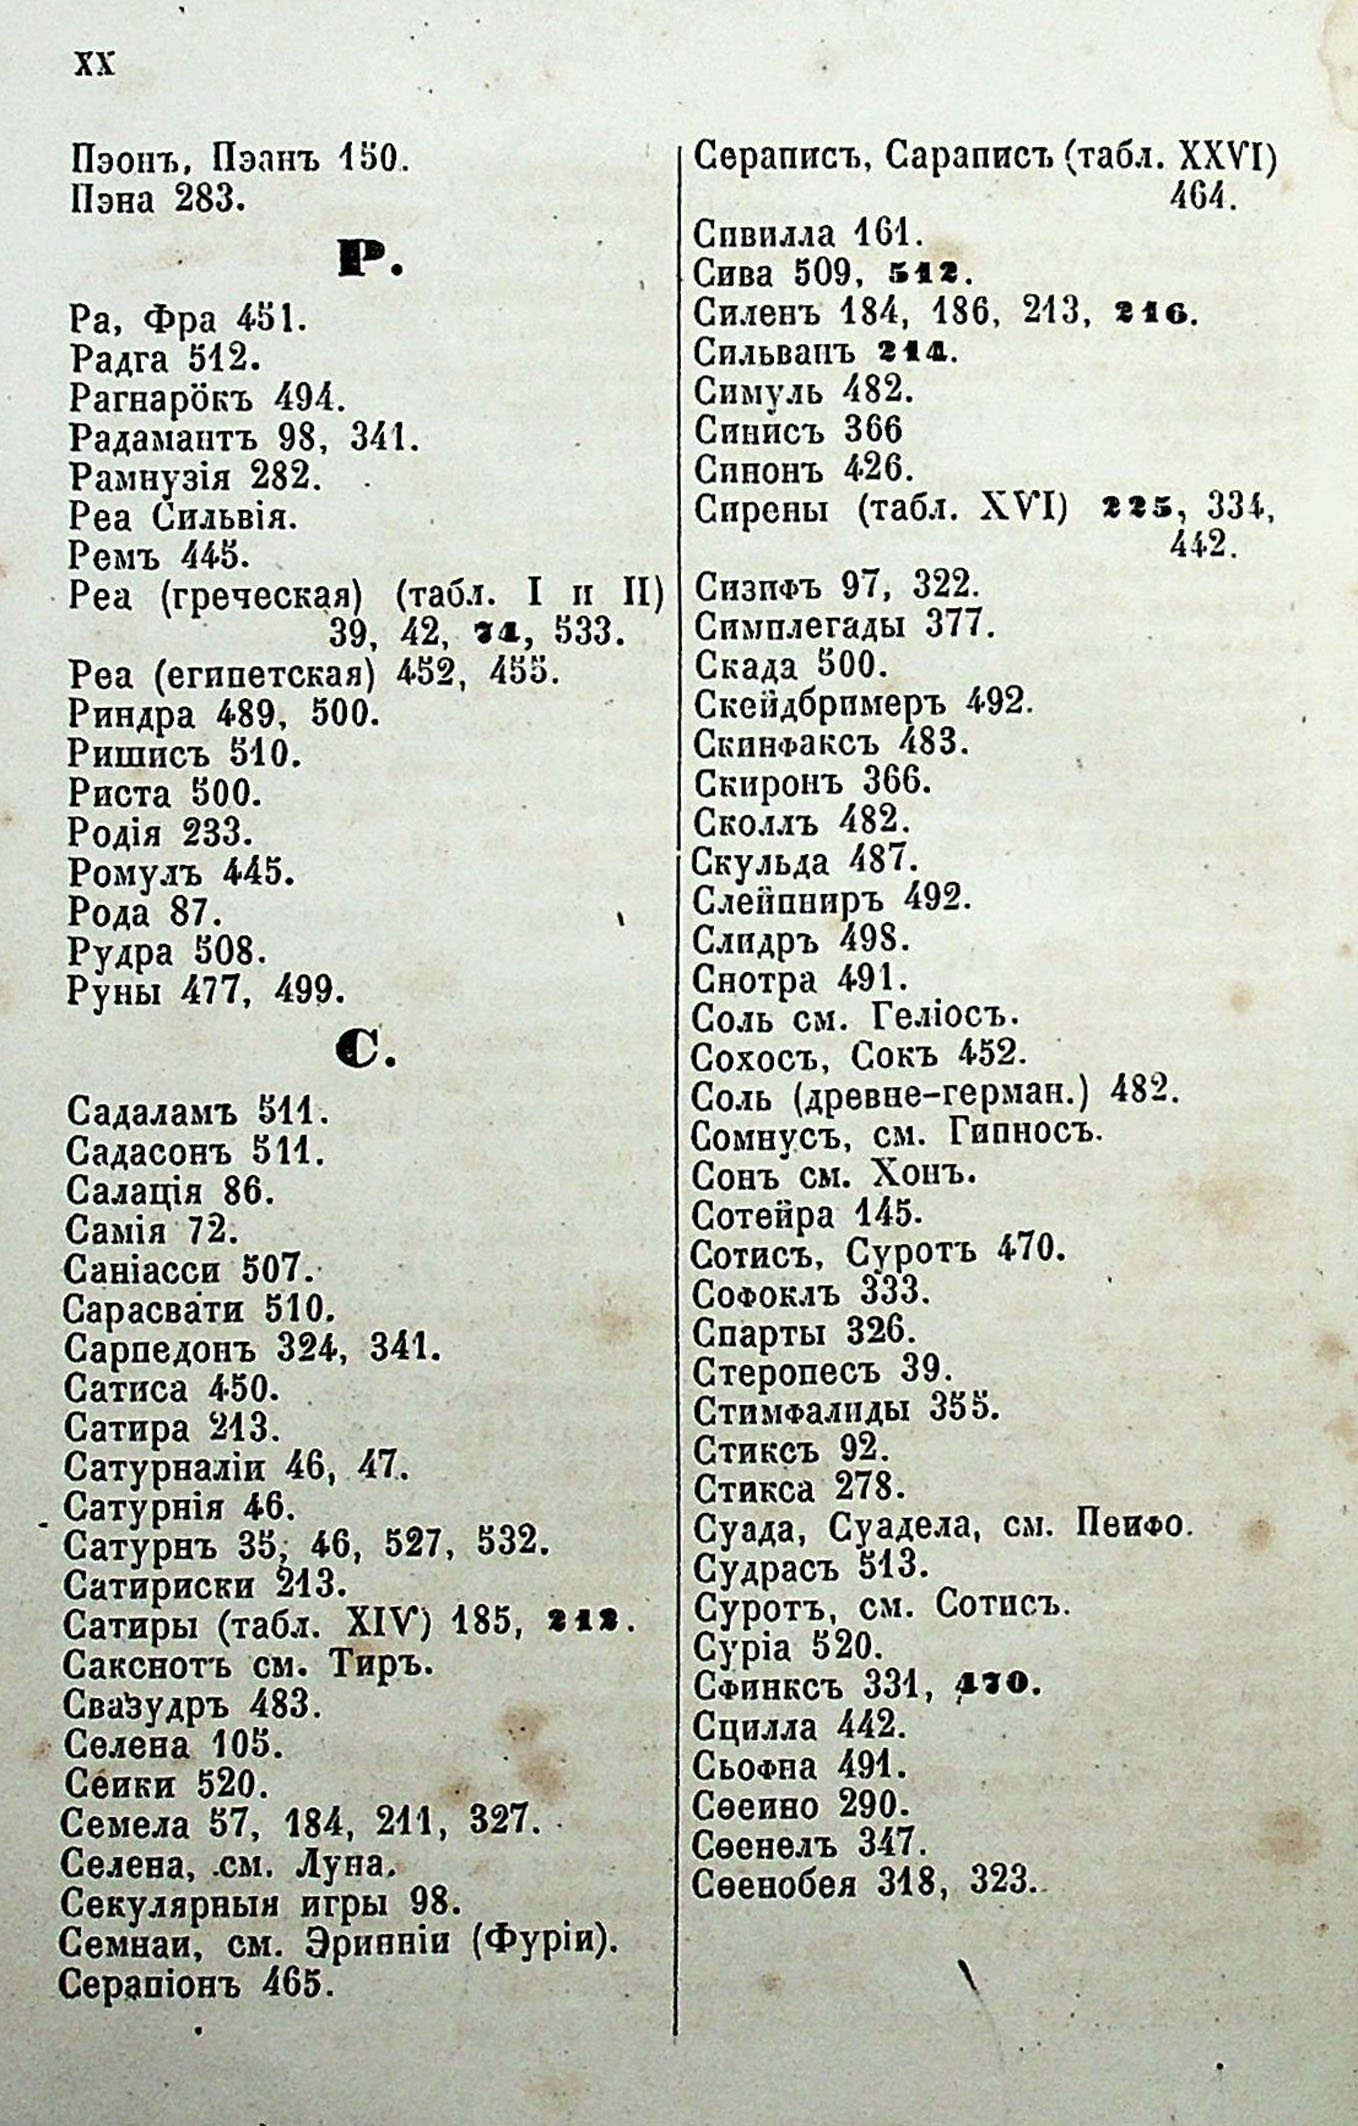 XX
Пэонъ, Пэанъ 150.
Пэна 283.
Р.
Ра, Фра 451.
Радга 512.
Рагнарöкъ 494.
Радамантъ 98, 341.
Рамнузія 282.
Реа Сильвія.
Ремъ 445.
Реа (греческая) (табл. I и II)
39, 42, 74, 533.
Реа (египетская) 452, 455.
Риндра 489, 500.
Ришисъ 510.
Риста 500.
Родія 233.
Ромулъ 445.
Рода 87.
Рудра 508.
Руны 477, 499.
С.
Садаламъ 511.
Садасонъ 511.
Салація 86.
Самія 72.
Саніасси 507.
Сарасвати 510.
Сарпедонъ 324, 341.
Сатиса 450.
Сатира 213.
Сатурналіи 46, 47.
Сатурнія 46.
Сатурнъ 35, 46, 527, 532.
Сатириски 213.
Сатиры (табл. XIV) 185, 212.
Сакснотъ см. Тиръ.
Свазудръ 483.
Селена 105.
Сеики 520.
Семела 57, 184, 211, 327.
Селена, см. Луна.
Секулярныя игры 98.
Семнаи, см. Эринніи (Фуріи).
Серапіонъ 465.
Серапис​ъ, Сараписъ (табл. XXVI)
464.
Сивилла 161.
Сива 509, 512.
Силенъ 184, 186, 213, 216.
Сильванъ 214.
Симуль 482.
Синисъ 366
Синонъ 426.
Сирены (табл. XVI) 225, 334,
442.
Сизифъ 97, 322.
Симплегады 377.
Скада 500.
Скейдбримеръ 492.
Скинфаксъ 483.
Скиронъ 366.
Сколлъ 482.
Скульда 487.
Слейпниръ 492.
Слидръ 498.
Снотра 491.
Соль см. Геліосъ.
Сохосъ, Сокъ 452.
Соль (древне-герман.) 482.
Сомнусъ, см. Гипносъ.
Сонъ см. Хонъ.
Сотейра 145.
Сотисъ, Суротъ 470.
Софоклъ 333.
Спарты 326.
Стеропесъ 39.
Стимфалиды 355.
Стиксъ 92.
Стикса 278.
Суада, Суадела, см. Пеифо.
Судрасъ 513.
Суротъ, см. Сотисъ.
Суріа 520.
Сфинксъ 331, 470.
Сцилла 442.
Сьофна 491.
Сѳеино 290.
Сѳенелъ 347.
Сѳенобея 318, 323.